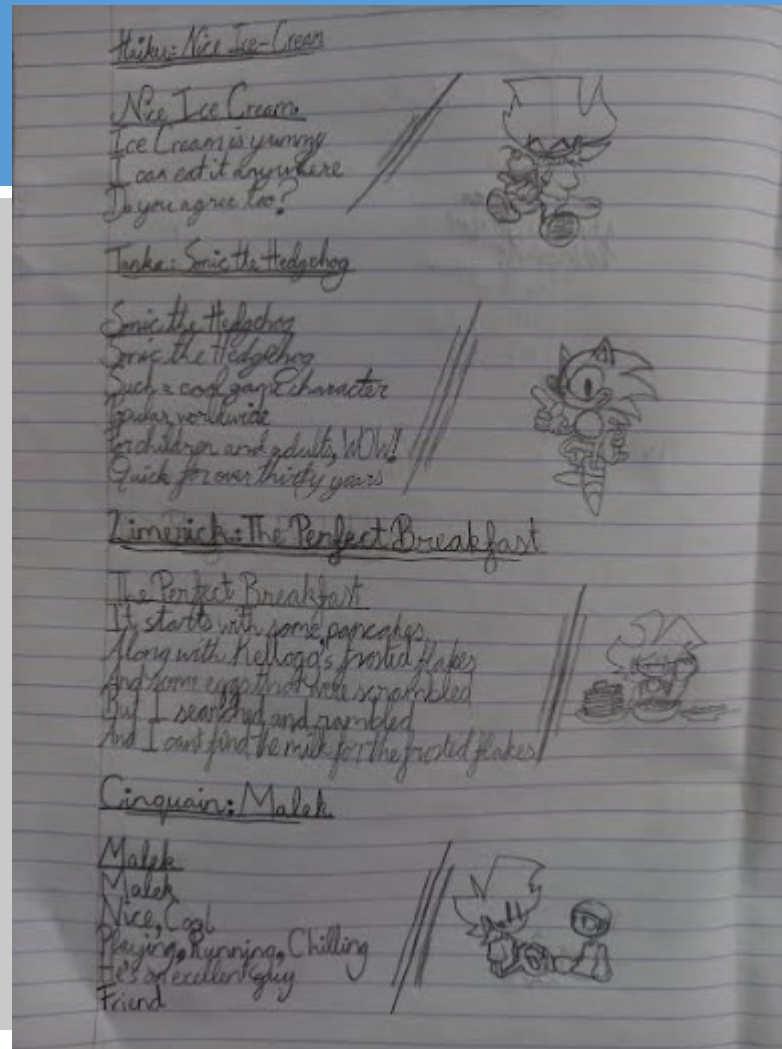 Haiku: Nice Ice-Cream
Nice Ice Cream
Ice Cream is yummy
I can eat it anywhere
Do you agree too?
Tanka: Sonic the Hedgehog
Sonic the Hedgehog
Sonic the Hedgehog
Such a cool game character
worldwide
For children and adults, WOW!
Quick for over thirty years
Limerick: The Perfect Breakfast
The Perfect Breakfast
It starts with some pancakes
Along with Kellogg's frosted flakes
And some eggs that were scrambled
But I searched and rambled
And I can't find the milk for the frosted flakes
Cinquain: Malek
Malek
Malek
Nice, Cool
Playing, Running, Chilling
He's an excellent guy
Friend